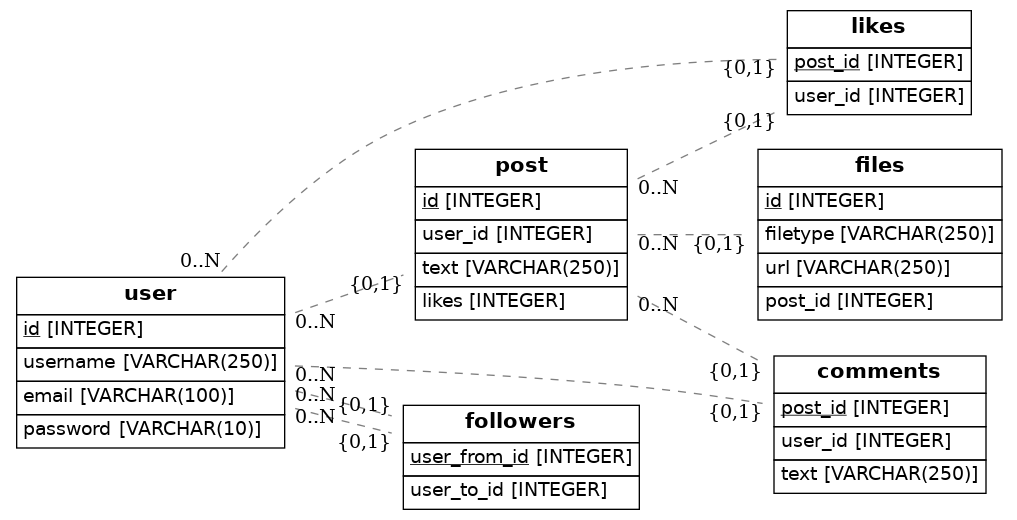 likes
post_id [INTEGER]
user_id [INTEGER]
{0,1}
{0,1}
post
id [INTEGER]
user_id [INTEGER]
text [VARCHAR(250)]
likes [INTEGER]
0..N
0..N
{0,1}
0..N
files
id [INTEGER]
filetype [VARCHAR(250)]
url [VARCHAR(250)]
post_id [INTEGER]
0..N
user
id [INTEGER]
username [VARCHAR(250)]
email [VARCHAR(100)]
password [VARCHAR(10)]
{0,1}
0..N
0..N
0..N
0..N
{0,1}
{0,1}
followers
user_from_id [INTEGER]
user_to_id [INTEGER]
{0,1}
{0,1}
comments
post_id [INTEGER]
user_id [INTEGER]
text [VARCHAR(250)]